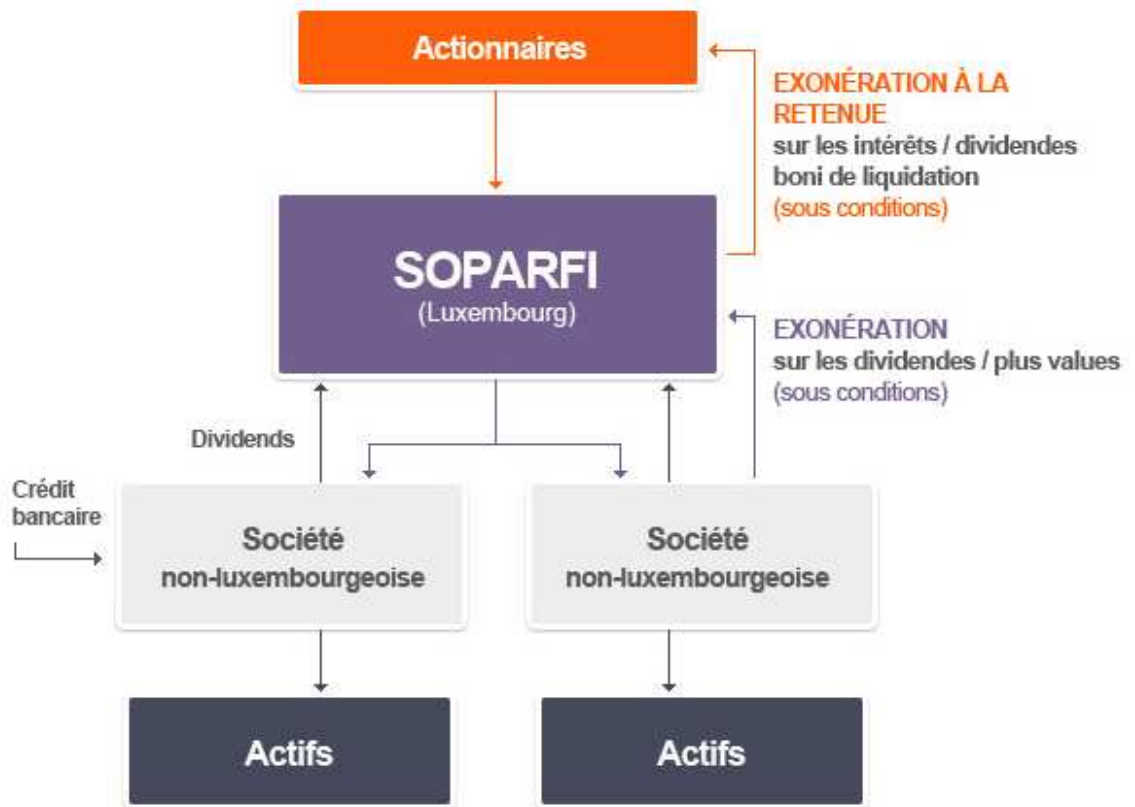 Actionnaires
EXONÉRATION À LA
RETENUE
sur les intérêts / dividendes
boni de liquidation
(sous conditions)
SOPARFI
(Luxembourg)
EXONÉRATION
sur les dividendes / plus values
(sous conditions)
Dividends
Crédit
bancaire
Société
non-luxembourgeoise
Société
non-luxembourgeoise
Actifs
Actifs